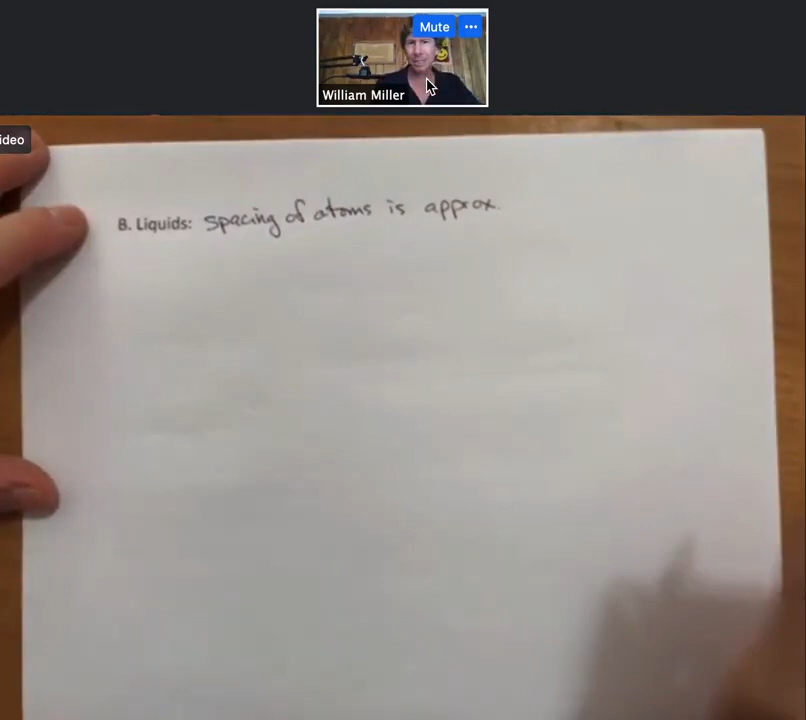 Mute
•••
William Miller
ideo
B. Liquids: spacing of atoms is approx.